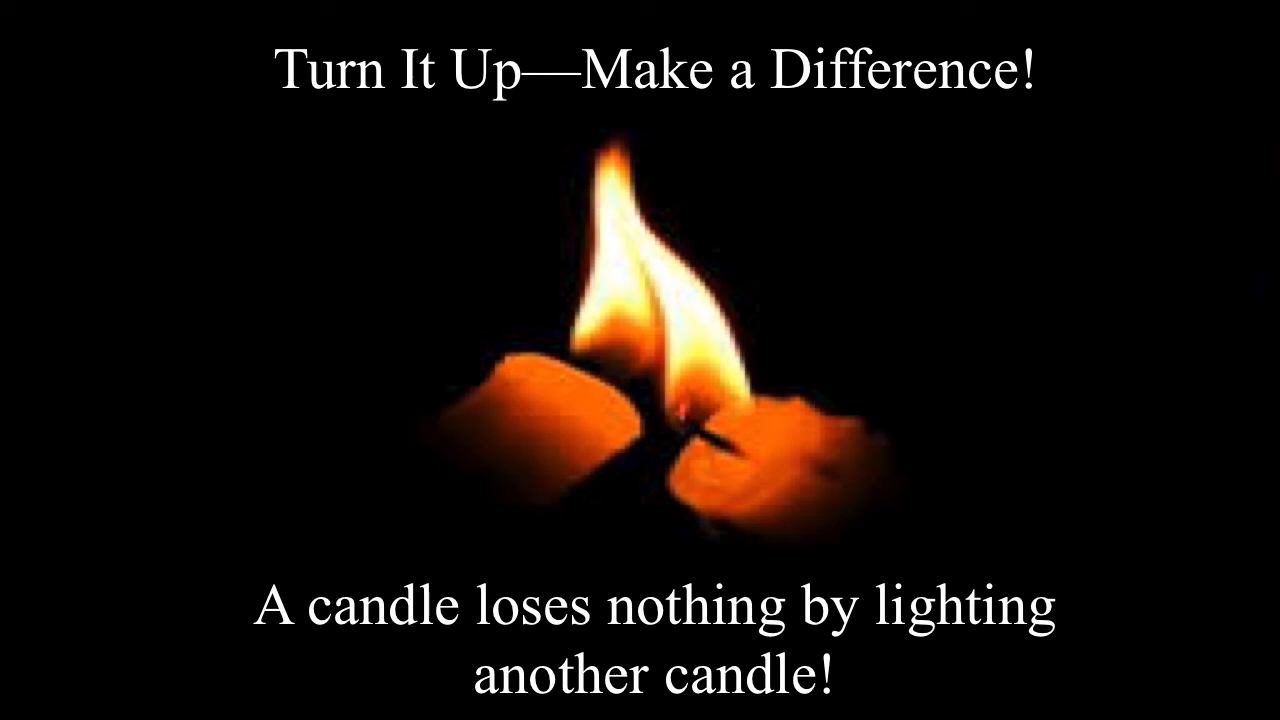 Turn It Up—Make a Difference!
A candle loses nothing by lighting
another candle!